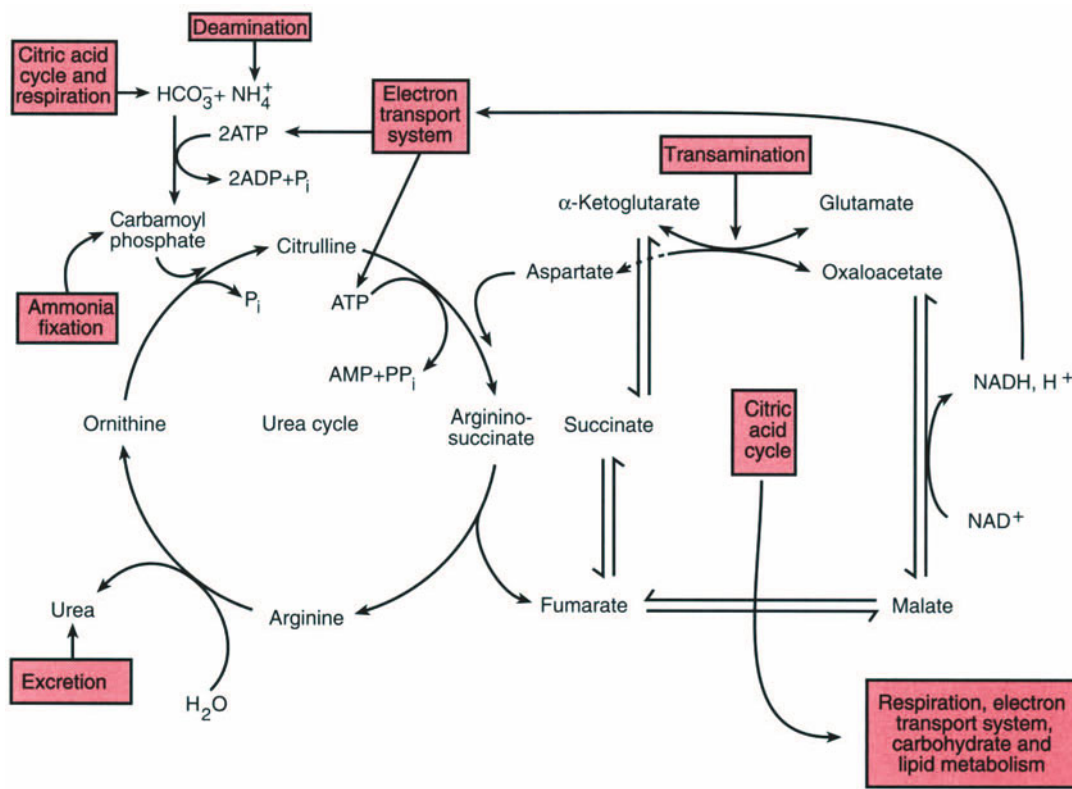 Deamination
Citric acid
cycle and
respiration
HCO₃⁻ + NH₄⁺
Electron
transport
system
2ATP
2ADP+Pᵢ
Transamination
α-Ketoglutarate
Glutamate
Carbamoyl
phosphate
Citrulline
Aspartate
Oxaloacetate
Ammonia
fixation
Pᵢ
ATP
AMP+PPᵢ
NADH, H⁺
Ornithine
Urea cycle
Arginino-
succinate
Succinate
Citric
acid
cycle
NAD⁺
Urea
Arginine
Fumarate
Malate
Excretion
H₂O
Respiration, electron
transport system,
carbohydrate and
lipid metabolism